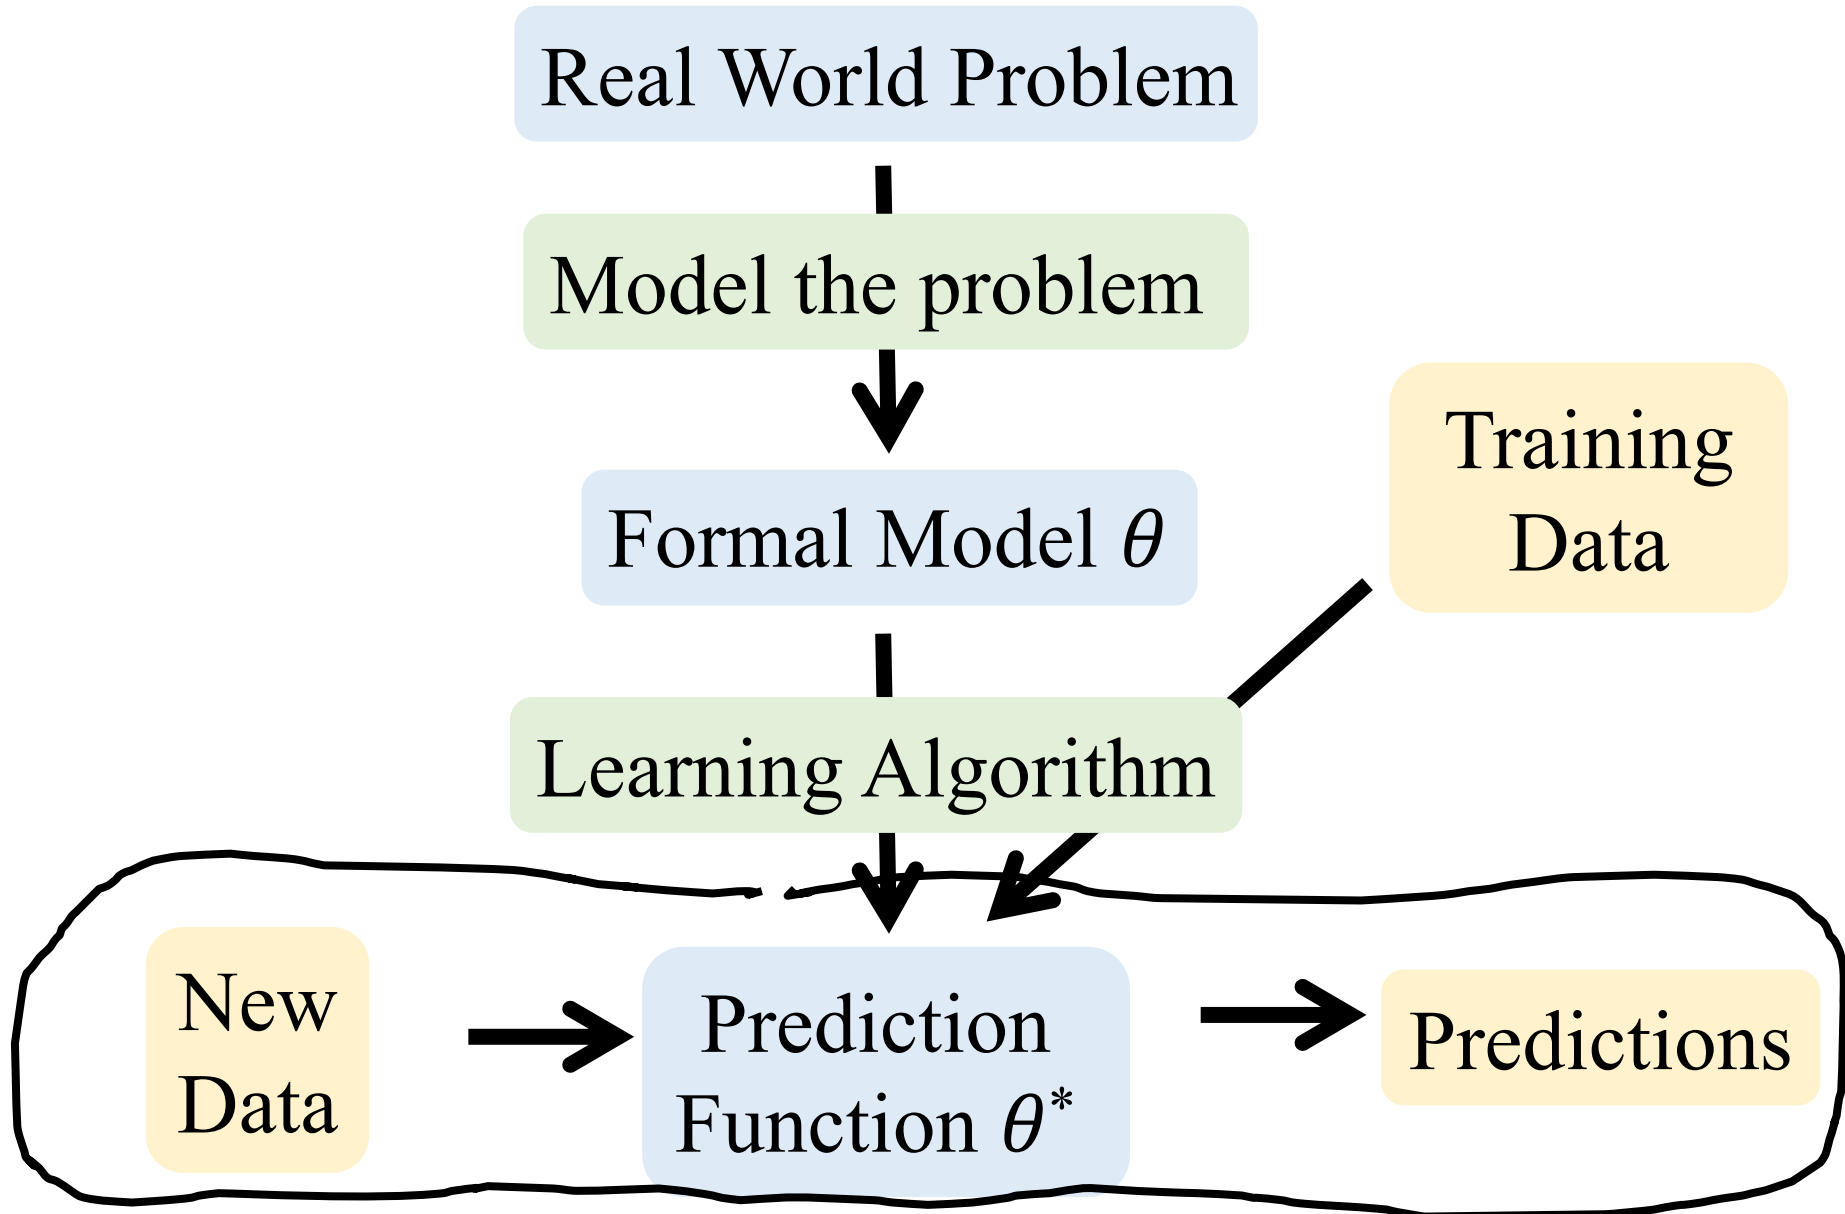 Real World Problem
Model the problem
Training
Data
Formal Model θ
Learning Algorithm
New
Data
Prediction
Function θ*
Predictions